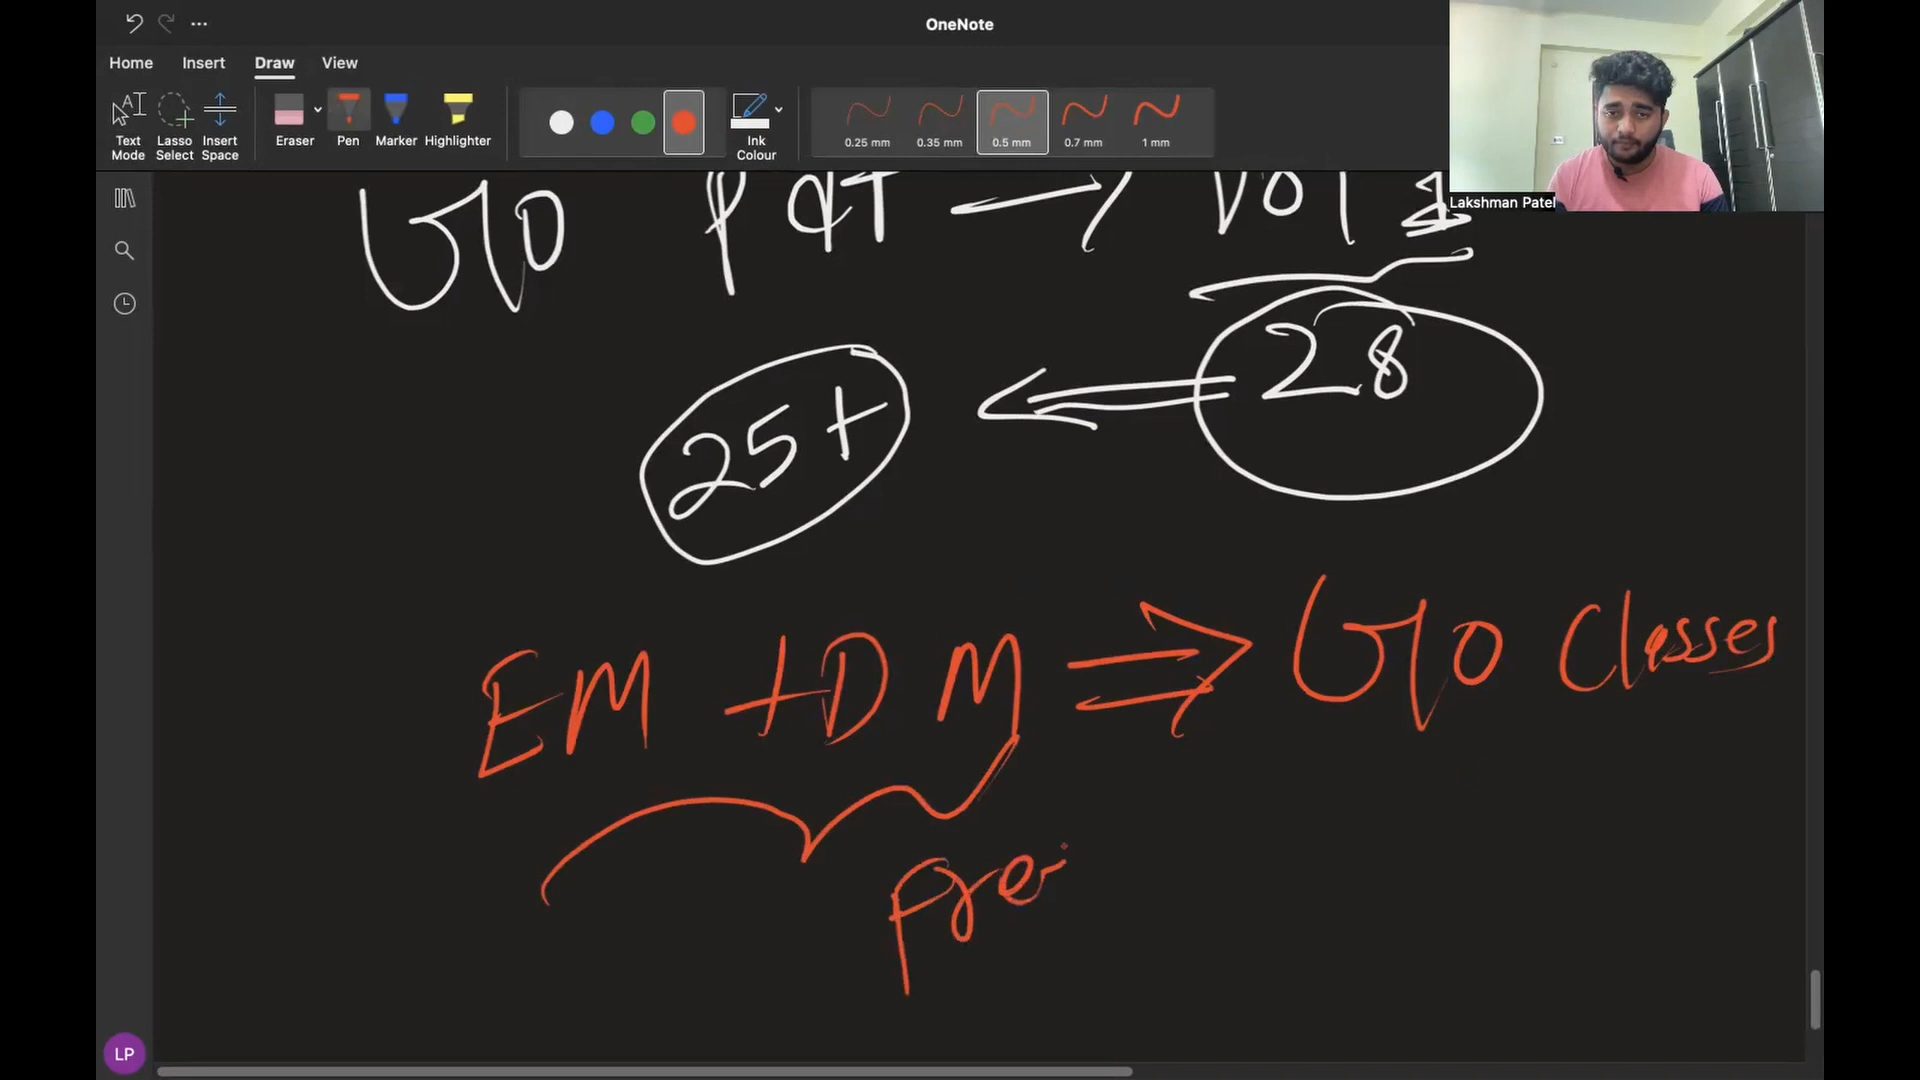 OneNote
Home Insert Draw View
Text Mode
Lasso Select
Insert Space
Eraser
Pen
Marker
Highlighter
Ink Colour
0.25 mm
0.35 mm
0.5 mm
0.7 mm
1 mm
Lakshman Patel
GO Pdf → Vol 1
28
25+
EM + DM ⇒ GO Classes
pre
LP